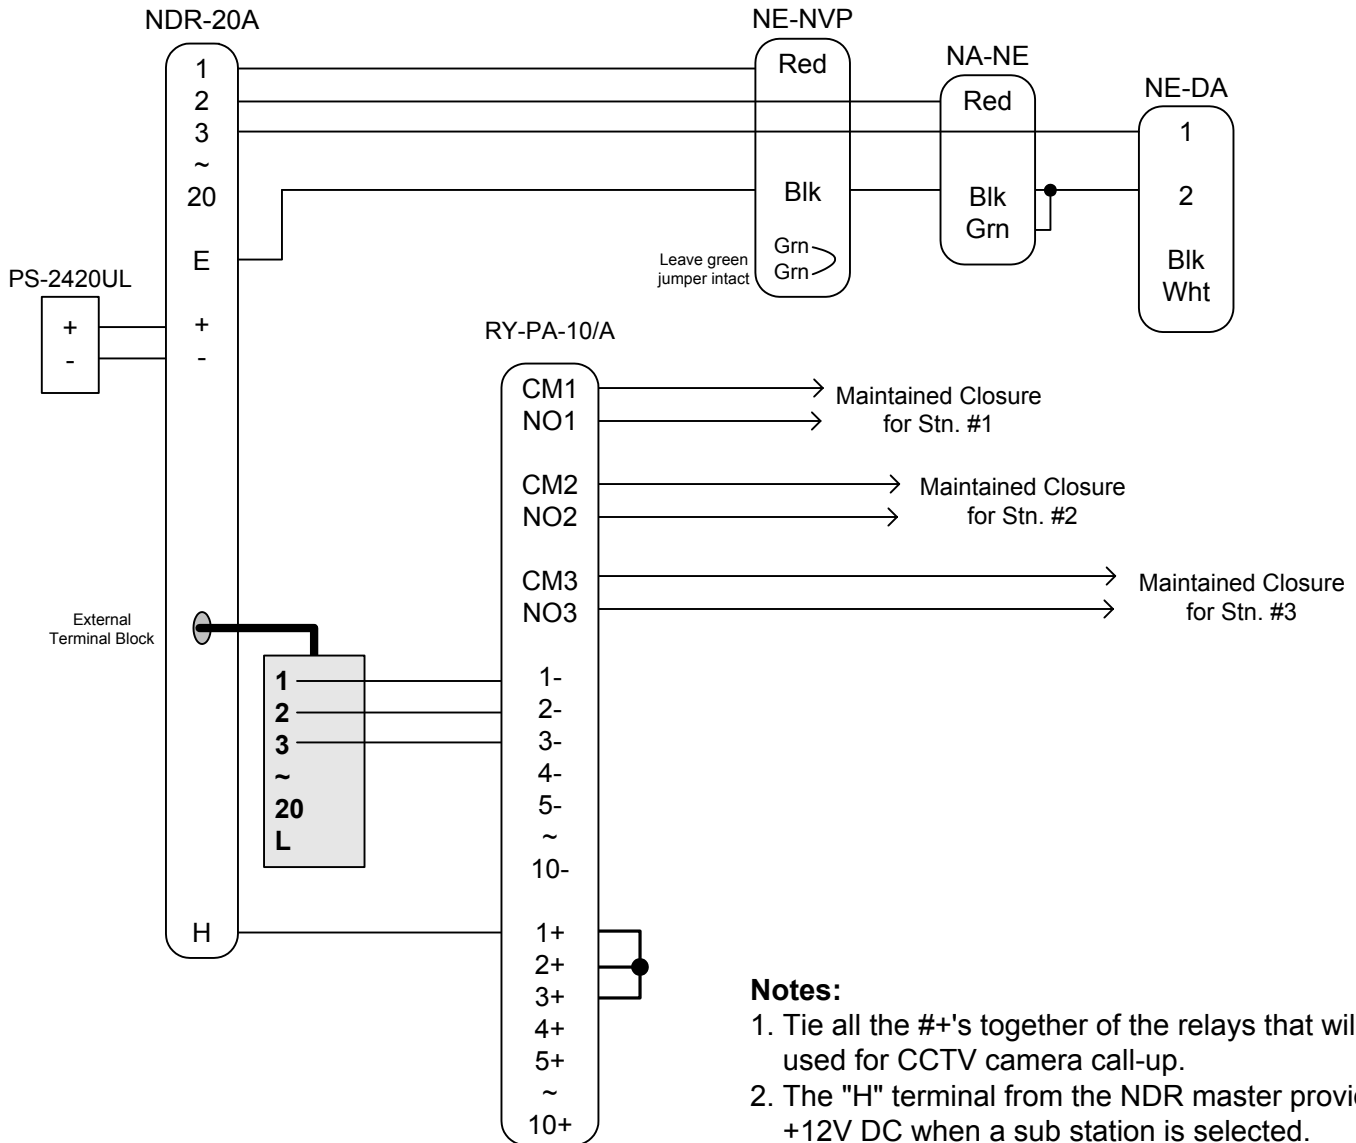 NDR-20A
1
2
3
~
20
E
+
-
H
PS-2420UL
+
-
NE-NVP
Red
Blk
Grn
Grn
Leave green
jumper intact
NA-NE
Red
Blk
Grn
NE-DA
1
2
Blk
Wht
RY-PA-10/A
CM1
NO1
CM2
NO2
CM3
NO3
1-
2-
3-
4-
5-
~
10-
1+
2+
3+
4+
5+
~
10+
Maintained Closure
for Stn. #1
Maintained Closure
for Stn. #2
Maintained Closure
for Stn. #3
External
Terminal Block
1
2
3
~
20
L
Notes:
1. Tie all the #+'s together of the relays that wil
used for CCTV camera call-up.
2. The "H" terminal from the NDR master provi
+12V DC when a sub station is selected.